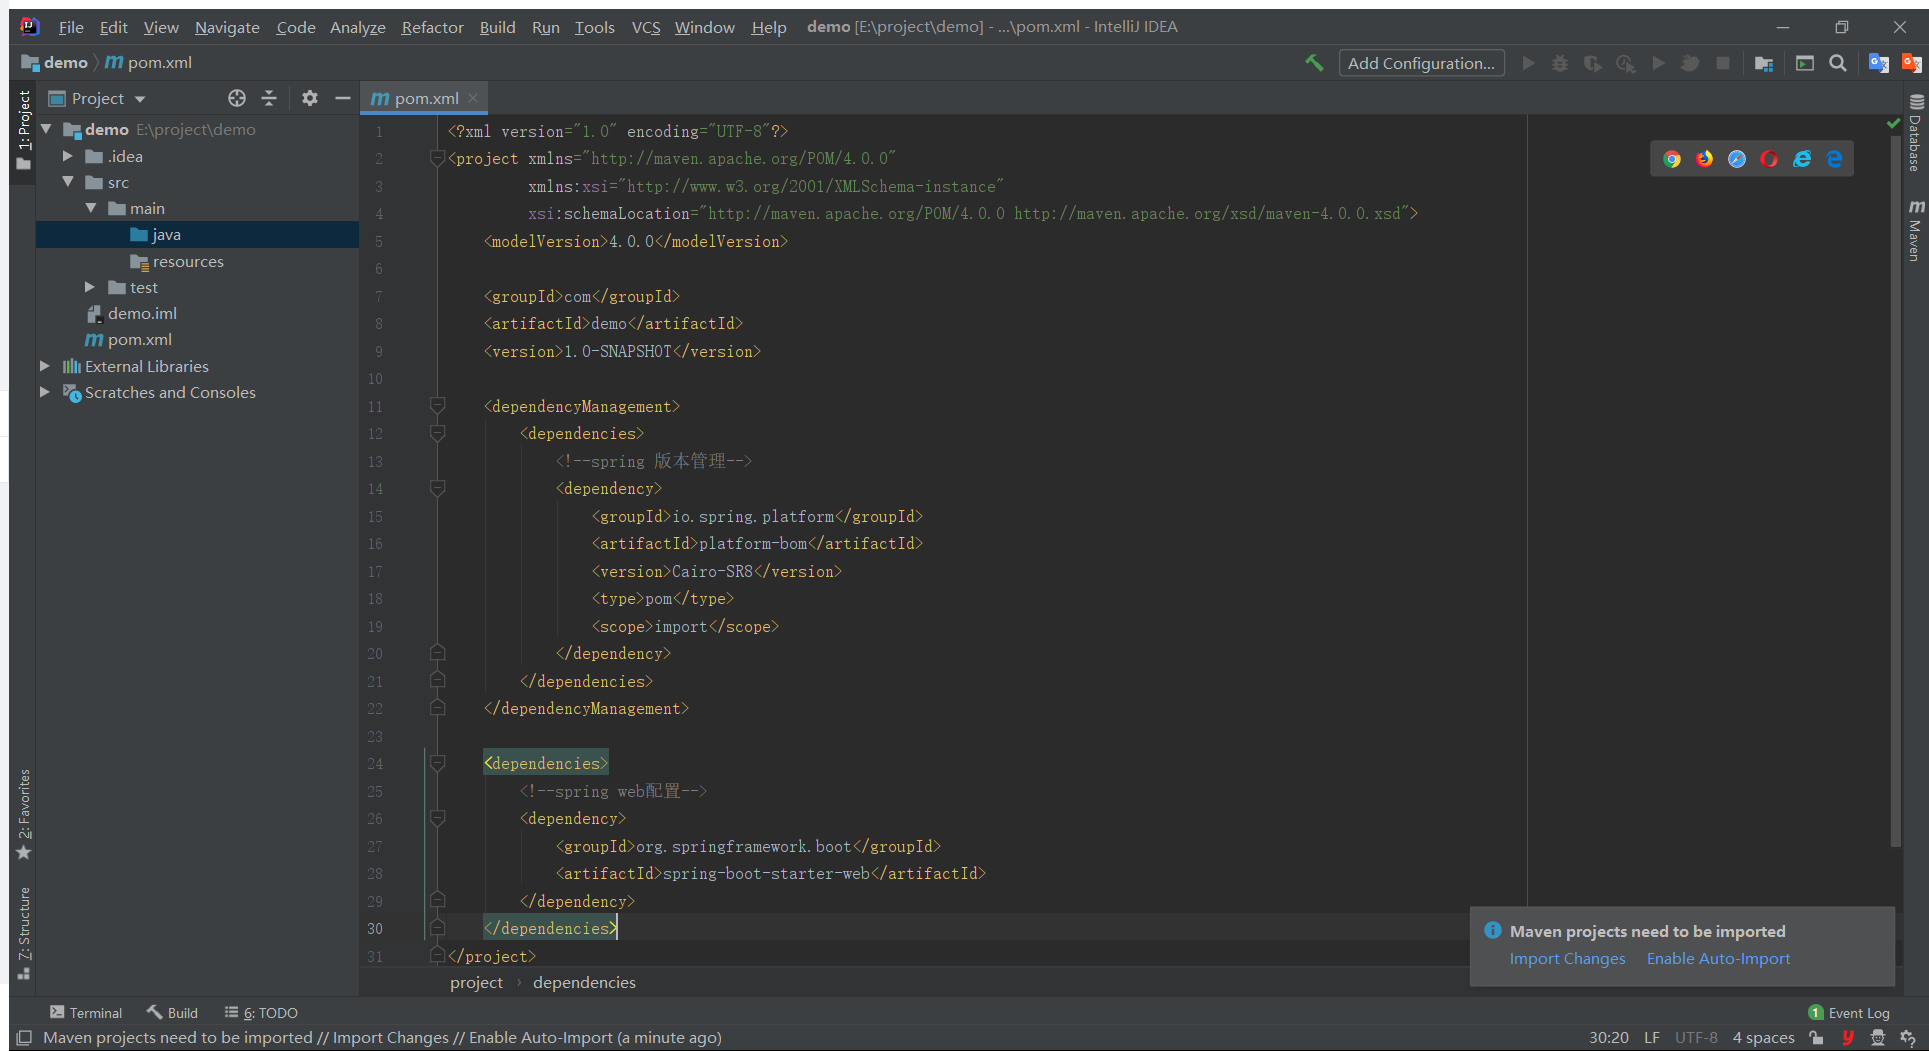 File Edit View Navigate Code Analyze Refactor Build Run Tools VCS Window Help demo [E:\project\demo] - ...\pom.xml - IntelliJ IDEA
demo pom.xml Add Configuration...
1: Project
Project
pom.xml
demo E:\project\demo
.idea
src
main
java
resources
test
demo.iml
pom.xml
External Libraries
Scratches and Consoles
2: Favorites
7: Structure
1 <?xml version="1.0" encoding="UTF-8"?>
2 <project xmlns="http://maven.apache.org/POM/4.0.0"
3 xmlns:xsi="http://www.w3.org/2001/XMLSchema-instance"
4 xsi:schemaLocation="http://maven.apache.org/POM/4.0.0 http://maven.apache.org/xsd/maven-4.0.0.xsd">
5 <modelVersion>4.0.0</modelVersion>
6
7 <groupId>com</groupId>
8 <artifactId>demo</artifactId>
9 <version>1.0-SNAPSHOT</version>
10
11 <dependencyManagement>
12 <dependencies>
13 <!--spring 版本管理-->
14 <dependency>
15 <groupId>io.spring.platform</groupId>
16 <artifactId>platform-bom</artifactId>
17 <version>Cairo-SR8</version>
18 <type>pom</type>
19 <scope>import</scope>
20 </dependency>
21 </dependencies>
22 </dependencyManagement>
23
24 <dependencies>
25 <!--spring web配置-->
26 <dependency>
27 <groupId>org.springframework.boot</groupId>
28 <artifactId>spring-boot-starter-web</artifactId>
29 </dependency>
30 </dependencies>
31 </project>
Database
Maven
Maven projects need to be imported
Import Changes Enable Auto-Import
project › dependencies
Terminal Build 6: TODO 1 Event Log
Maven projects need to be imported // Import Changes // Enable Auto-Import (a minute ago) 30:20 LF UTF-8 4 spaces